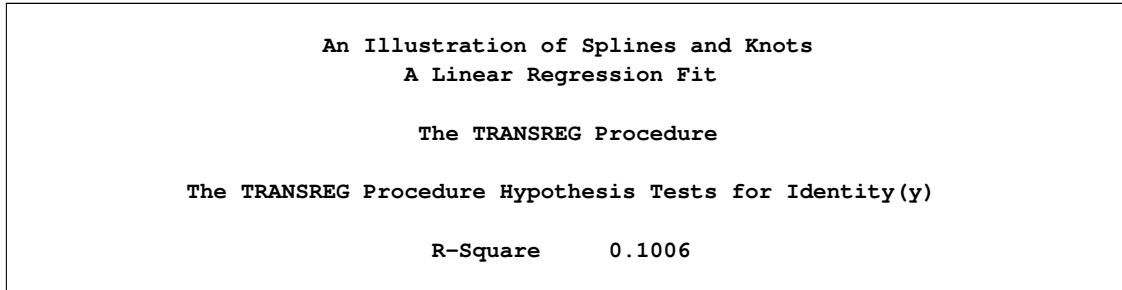 An Illustration of Splines and Knots
A Linear Regression Fit
The TRANSREG Procedure
The TRANSREG Procedure Hypothesis Tests for Identity(y)
R-Square 0.1006